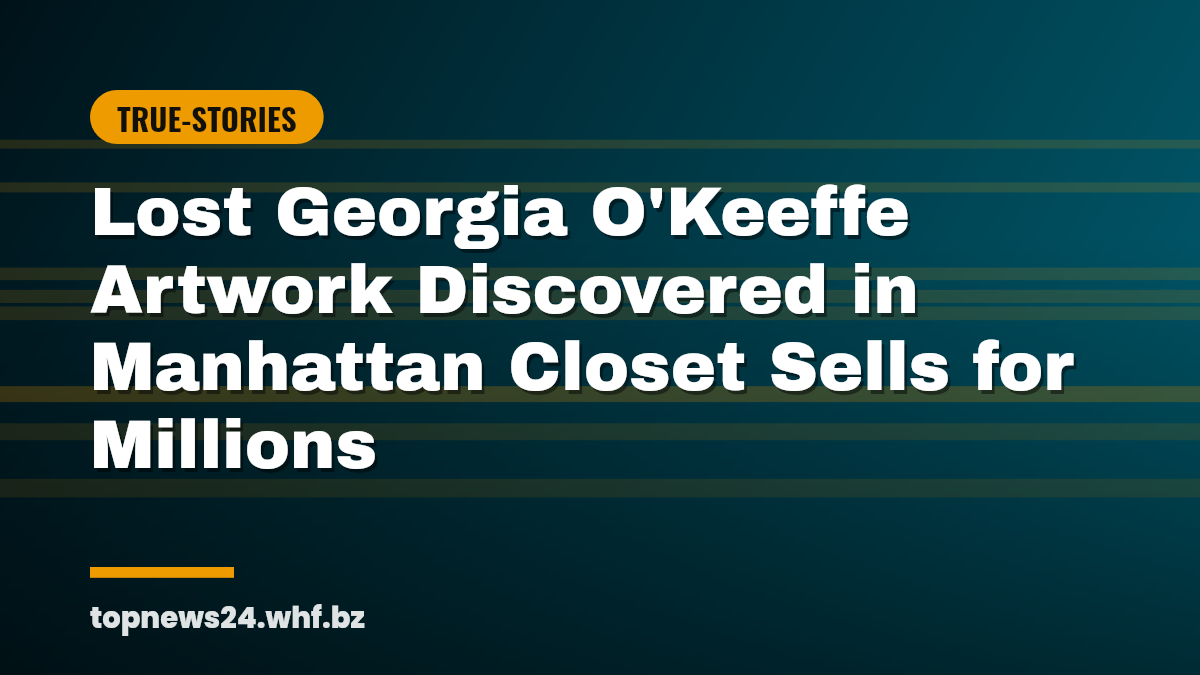 TRUE-STORIES
Lost Georgia O'Keeffe
Artwork Discovered in
Manhattan Closet Sells for
Millions
topnews24.whf.bz